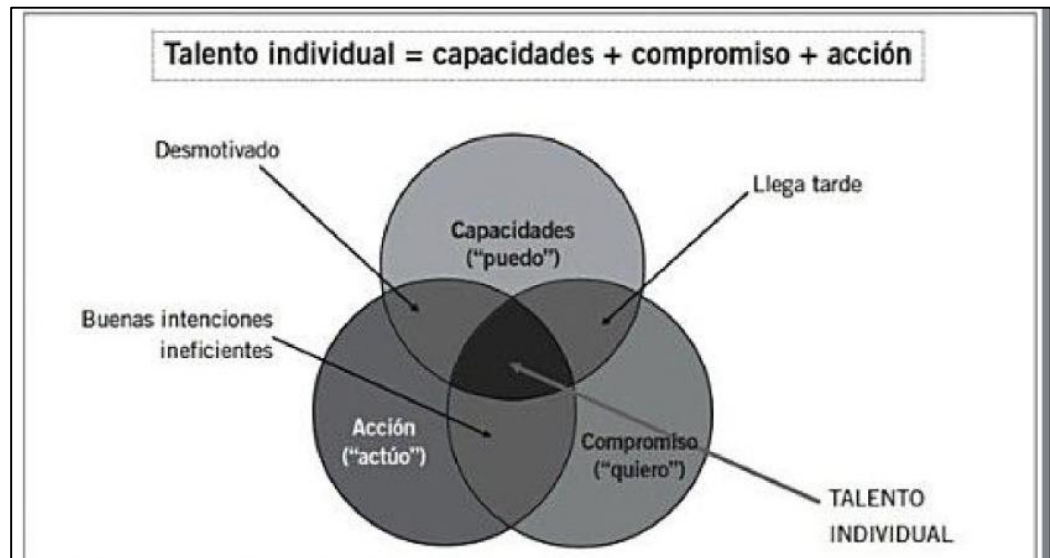 Talento individual = capacidades + compromiso + acción
Desmotivado
Llega tarde
Capacidades
("puedo")
Buenas intenciones
ineficientes
Acción
("actúo")
Compromiso
("quiero")
TALENTO
INDIVIDUAL